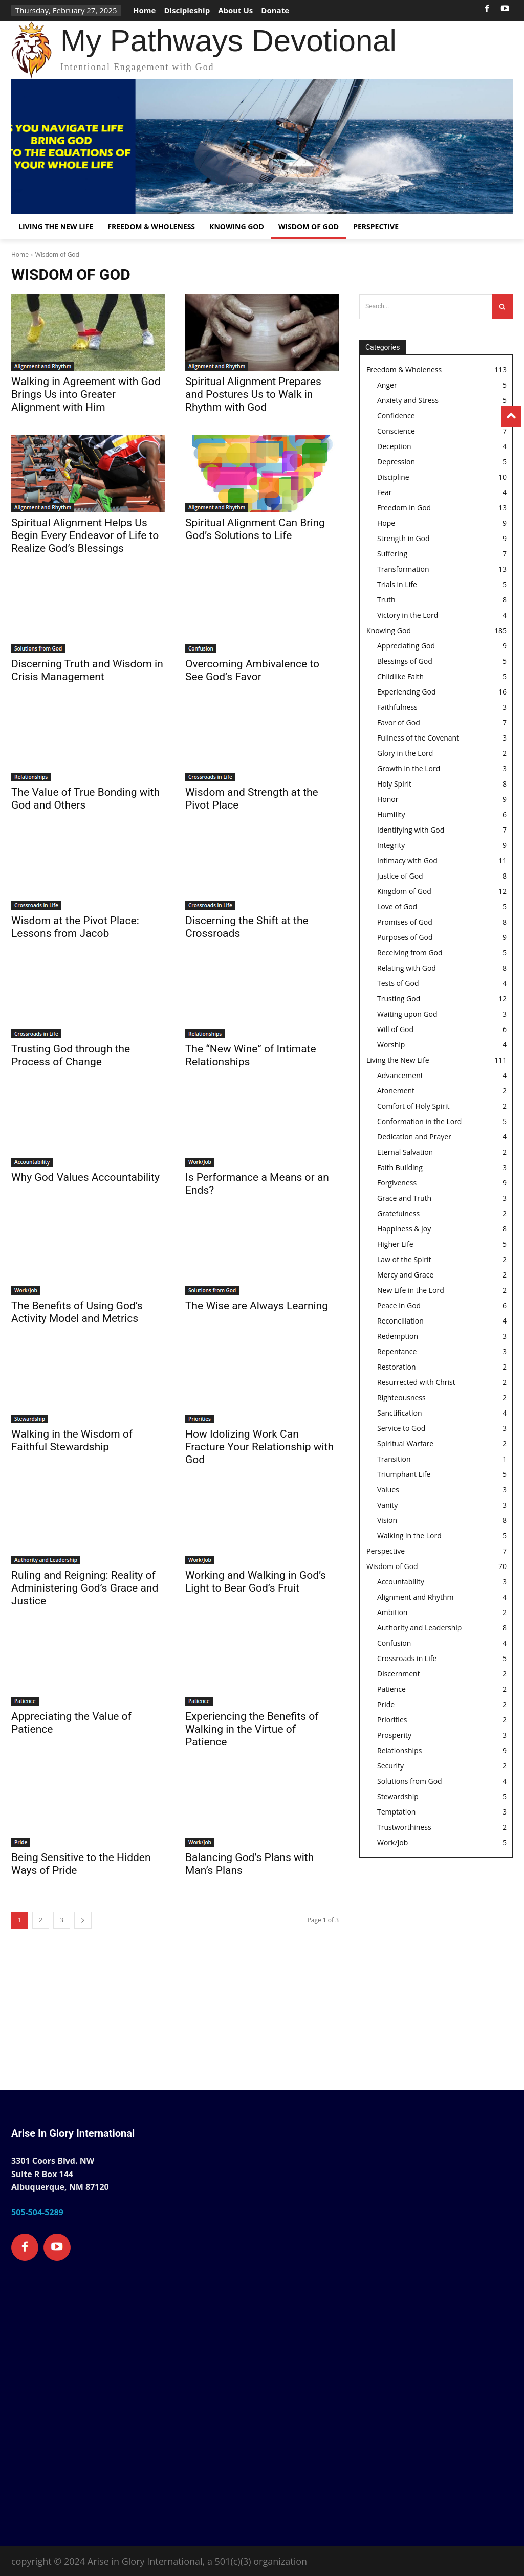 Thursday, February 27, 2025
Home Discipleship About Us Donate
My Pathways Devotional
Intentional Engagement with God
S YOU NAVIGATE LIFE
BRING GOD
TO THE EQUATIONS OF
YOUR WHOLE LIFE
LIVING THE NEW LIFE FREEDOM & WHOLENESS KNOWING GOD WISDOM OF GOD PERSPECTIVE
Home › Wisdom of God
WISDOM OF GOD
Alignment and Rhythm
Walking in Agreement with God
Brings Us into Greater
Alignment with Him
Alignment and Rhythm
Spiritual Alignment Prepares
and Postures Us to Walk in
Rhythm with God
Alignment and Rhythm
Spiritual Alignment Helps Us
Begin Every Endeavor of Life to
Realize God’s Blessings
Alignment and Rhythm
Spiritual Alignment Can Bring
God’s Solutions to Life
Solutions from God
Discerning Truth and Wisdom in
Crisis Management
Confusion
Overcoming Ambivalence to
See God’s Favor
Relationships
The Value of True Bonding with
God and Others
Crossroads in Life
Wisdom and Strength at the
Pivot Place
Crossroads in Life
Wisdom at the Pivot Place:
Lessons from Jacob
Crossroads in Life
Discerning the Shift at the
Crossroads
Crossroads in Life
Trusting God through the
Process of Change
Relationships
The “New Wine” of Intimate
Relationships
Accountability
Why God Values Accountability
Work/Job
Is Performance a Means or an
Ends?
Work/Job
The Benefits of Using God’s
Activity Model and Metrics
Solutions from God
The Wise are Always Learning
Stewardship
Walking in the Wisdom of
Faithful Stewardship
Priorities
How Idolizing Work Can
Fracture Your Relationship with
God
Authority and Leadership
Ruling and Reigning: Reality of
Administering God’s Grace and
Justice
Work/Job
Working and Walking in God’s
Light to Bear God’s Fruit
Patience
Appreciating the Value of
Patience
Patience
Experiencing the Benefits of
Walking in the Virtue of
Patience
Pride
Being Sensitive to the Hidden
Ways of Pride
Work/Job
Balancing God’s Plans with
Man’s Plans
1 2 3
Page 1 of 3
Search...
Categories
Freedom & Wholeness 113
Anger 5
Anxiety and Stress 5
Confidence
Conscience 7
Deception 4
Depression 5
Discipline 10
Fear 4
Freedom in God 13
Hope 9
Strength in God 9
Suffering 7
Transformation 13
Trials in Life 5
Truth 8
Victory in the Lord 4
Knowing God 185
Appreciating God 9
Blessings of God 5
Childlike Faith 5
Experiencing God 16
Faithfulness 3
Favor of God 7
Fullness of the Covenant 3
Glory in the Lord 2
Growth in the Lord 3
Holy Spirit 8
Honor 9
Humility 6
Identifying with God 7
Integrity 9
Intimacy with God 11
Justice of God 8
Kingdom of God 12
Love of God 5
Promises of God 8
Purposes of God 9
Receiving from God 5
Relating with God 8
Tests of God 4
Trusting God 12
Waiting upon God 3
Will of God 6
Worship 4
Living the New Life 111
Advancement 4
Atonement 2
Comfort of Holy Spirit 2
Conformation in the Lord 5
Dedication and Prayer 4
Eternal Salvation 2
Faith Building 3
Forgiveness 9
Grace and Truth 3
Gratefulness 2
Happiness & Joy 8
Higher Life 5
Law of the Spirit 2
Mercy and Grace 2
New Life in the Lord 2
Peace in God 6
Reconciliation 4
Redemption 3
Repentance 3
Restoration 2
Resurrected with Christ 2
Righteousness 2
Sanctification 4
Service to God 3
Spiritual Warfare 2
Transition 1
Triumphant Life 5
Values 3
Vanity 3
Vision 8
Walking in the Lord 5
Perspective 7
Wisdom of God 70
Accountability 3
Alignment and Rhythm 4
Ambition 2
Authority and Leadership 8
Confusion 4
Crossroads in Life 5
Discernment 2
Patience 2
Pride 2
Priorities 2
Prosperity 3
Relationships 9
Security 2
Solutions from God 4
Stewardship 5
Temptation 3
Trustworthiness 2
Work/Job 5
Arise In Glory International
3301 Coors Blvd. NW
Suite R Box 144
Albuquerque, NM 87120
505-504-5289
copyright © 2024 Arise in Glory International, a 501(c)(3) organization